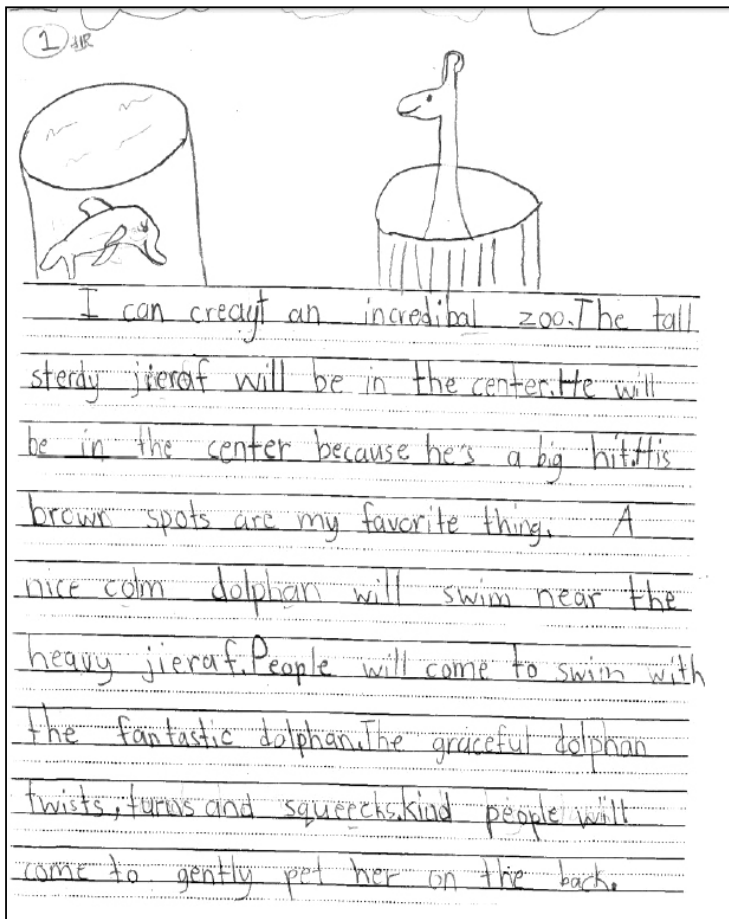 1
I can creayt an incredibal zoo. The tall
sterdy jieraf will be in the center. He will
be in the center because he's a big hit. His
brown spots are my favorite thing. A
nice colm dolphan will swim near the
heavy jieraf. People will come to swim with
the fantastic dolphan. The graceful dolphan
twists, turns and squeechs. Kind people will
come to gently pet her on the back.